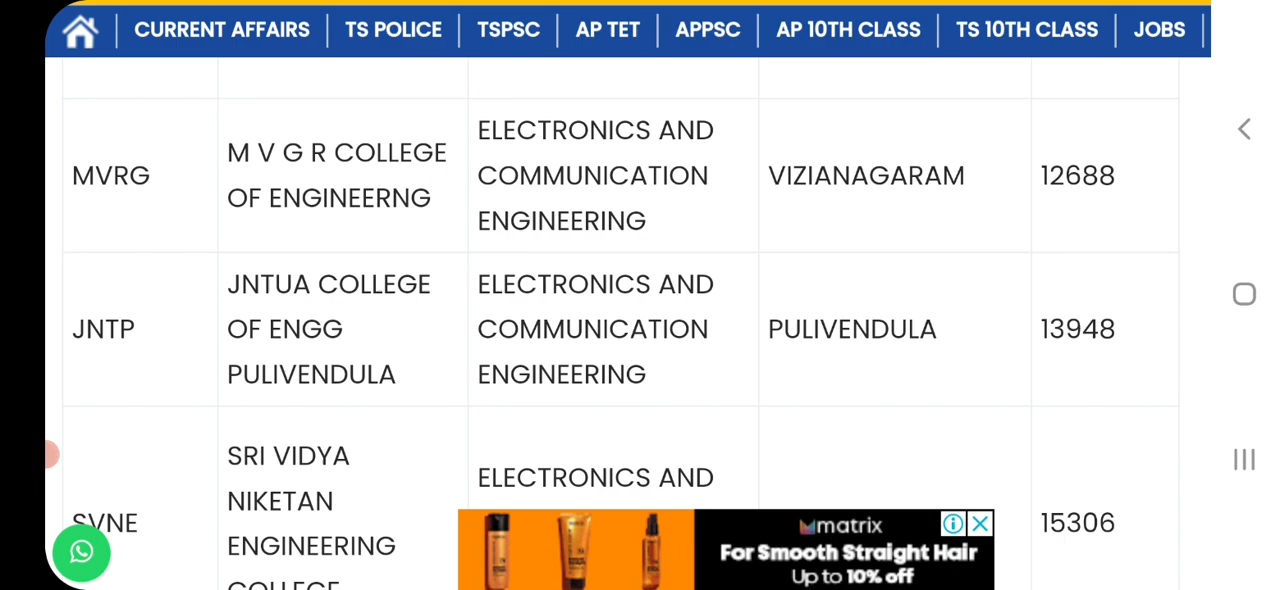 CURRENT AFFAIRS TS POLICE TSPSC AP TET APPSC AP 10TH CLASS TS 10TH CLASS JOBS
MVRG
M V G R COLLEGE
OF ENGINEERNG
ELECTRONICS AND
COMMUNICATION
ENGINEERING
VIZIANAGARAM
12688
JNTP
JNTUA COLLEGE
OF ENGG
PULIVENDULA
ELECTRONICS AND
COMMUNICATION
ENGINEERING
PULIVENDULA
13948
SVNE
SRI VIDYA
NIKETAN
ENGINEERING
COLLEGE
ELECTRONICS AND
15306
matrix
For Smooth Straight Hair
Up to 10% off